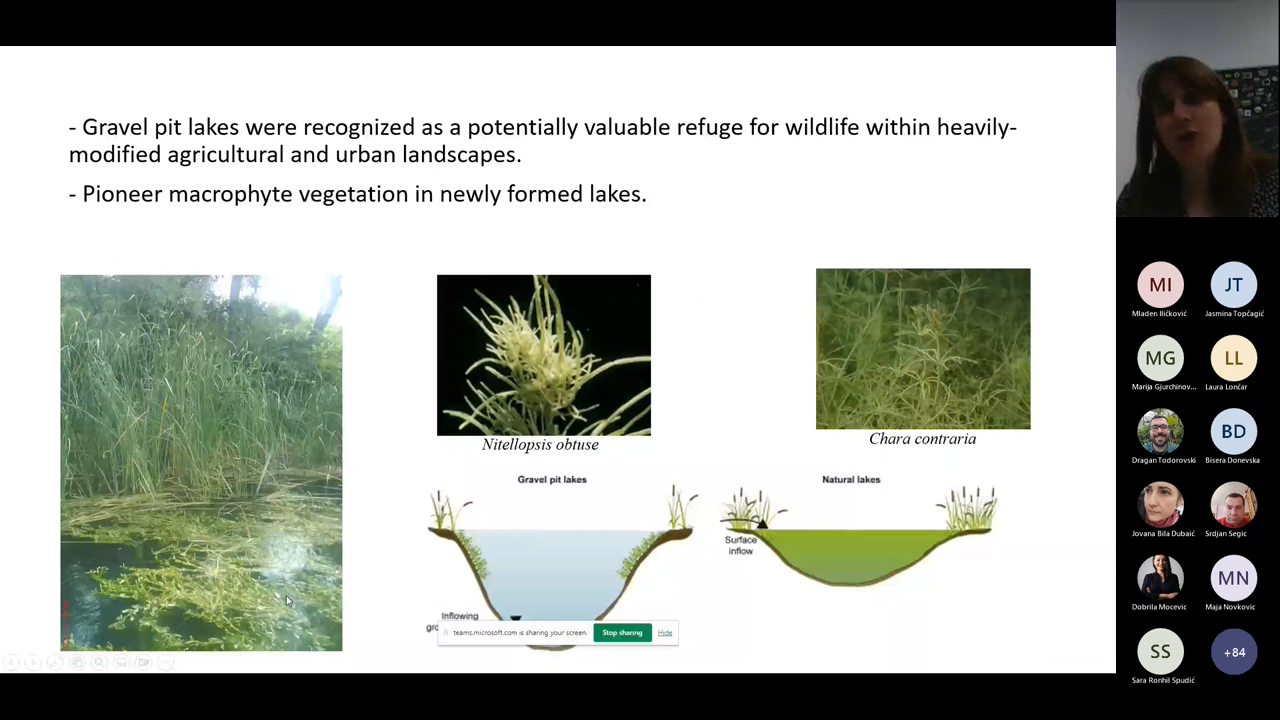 - Gravel pit lakes were recognized as a potentially valuable refuge for wildlife within heavily-
modified agricultural and urban landscapes.
- Pioneer macrophyte vegetation in newly formed lakes.
Nitellopsis obtuse
Chara contraria
Gravel pit lakes
Natural lakes
Surface
inflow
Inflowing
teams.microsoft.com is sharing your screen.
Stop sharing
Hide
MI
JT
Mladen Iličković
Jasmina Topčagić
MG
LL
Marija Gjurchinov...
Laura Lončar
BD
Dragan Todorovski
Bisera Donevska
Jovana Bila Dubaić
Srdjan Segic
MN
Dobrila Mocevic
Maja Novkovic
SS
+84
Sara Ronhil Spudić